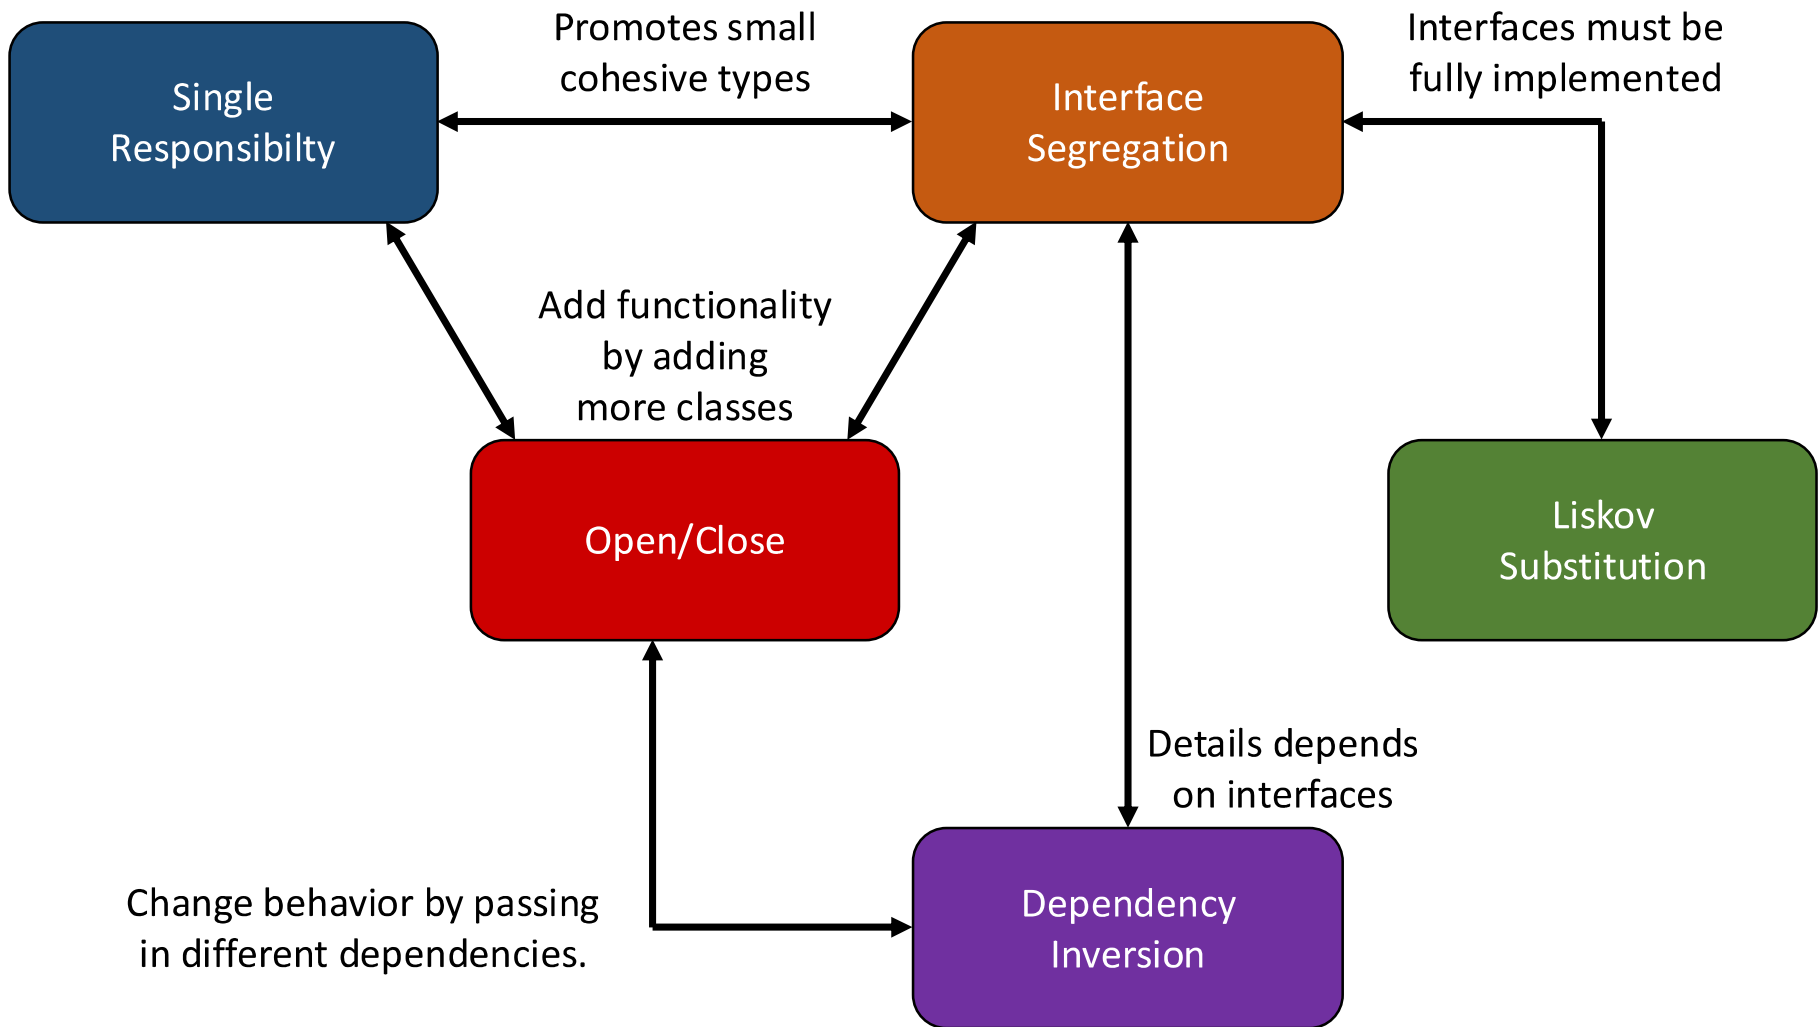 Single
Responsibilty
Promotes small
cohesive types
Interface
Segregation
Interfaces must be
fully implemented
Add functionality
by adding
more classes
Open/Close
Liskov
Substitution
Details depends
on interfaces
Change behavior by passing
in different dependencies.
Dependency
Inversion